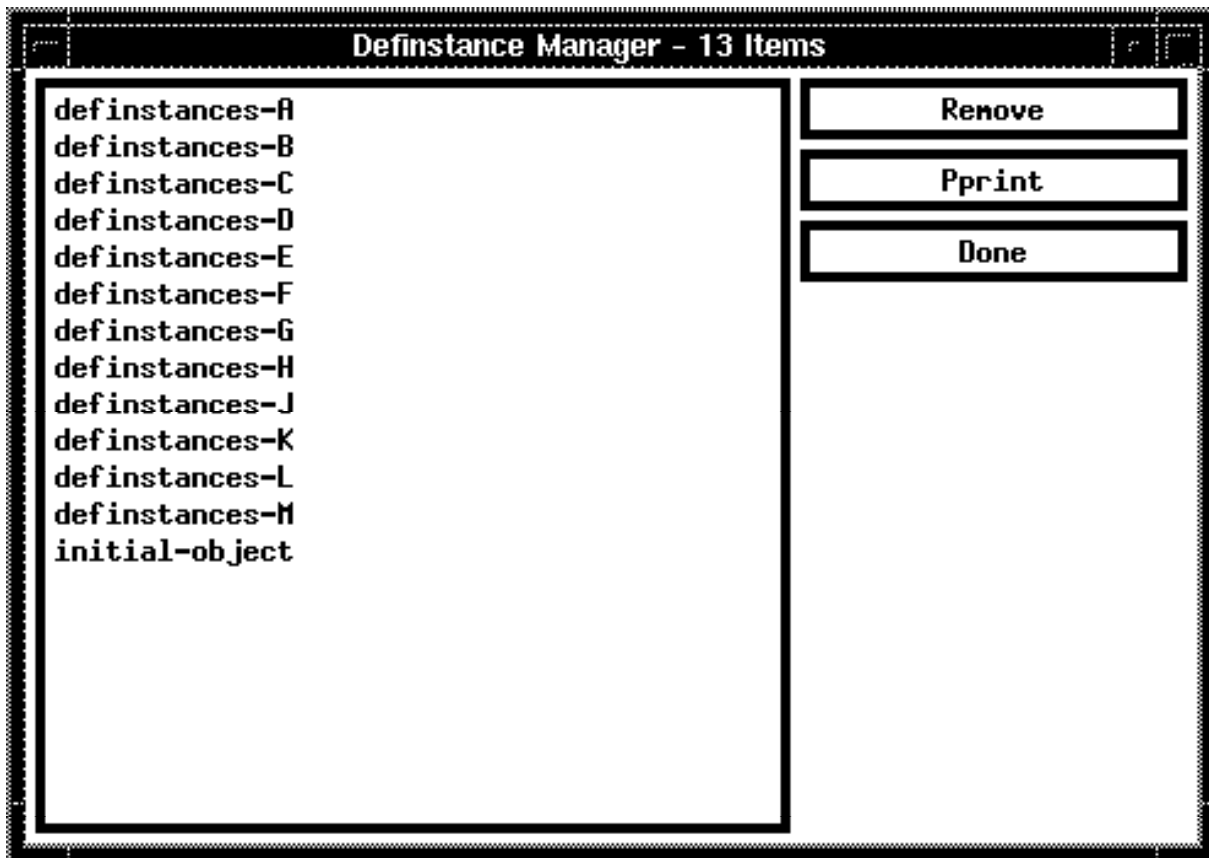 Definstance Manager - 13 Items
definstances-A
definstances-B
definstances-C
definstances-D
definstances-E
definstances-F
definstances-G
definstances-H
definstances-J
definstances-K
definstances-L
definstances-M
initial-object
Remove
Pprint
Done